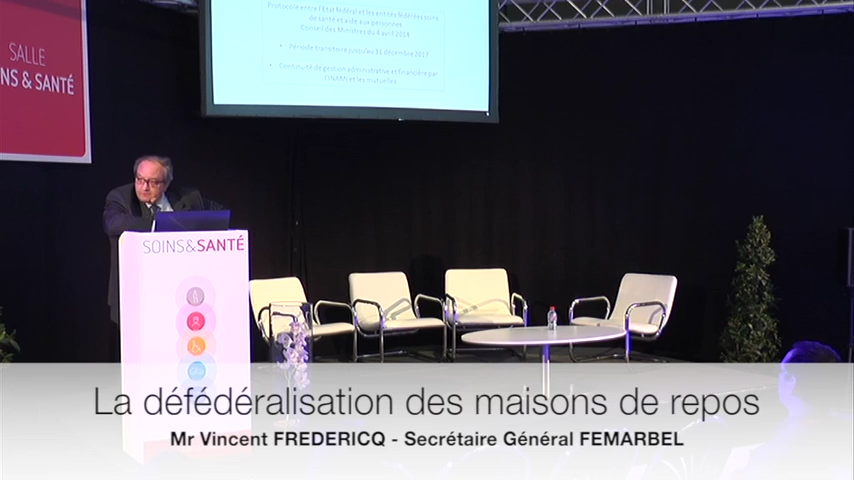 Protocole entre l'Etat fédéral et les entités fédérées soins
de santé et aide aux personnes
Conseil des Ministres du 4 avril 2014
• Période transitoire jusqu'au 31 décembre 2017
• Continuité de gestion administrative et financière par
l'INAMI et les mutuelles
SALLE
INS & SANTÉ
SOINS&SANTÉ
La défédéralisation des maisons de repos
Mr Vincent FREDERICQ - Secrétaire Général FEMARBEL